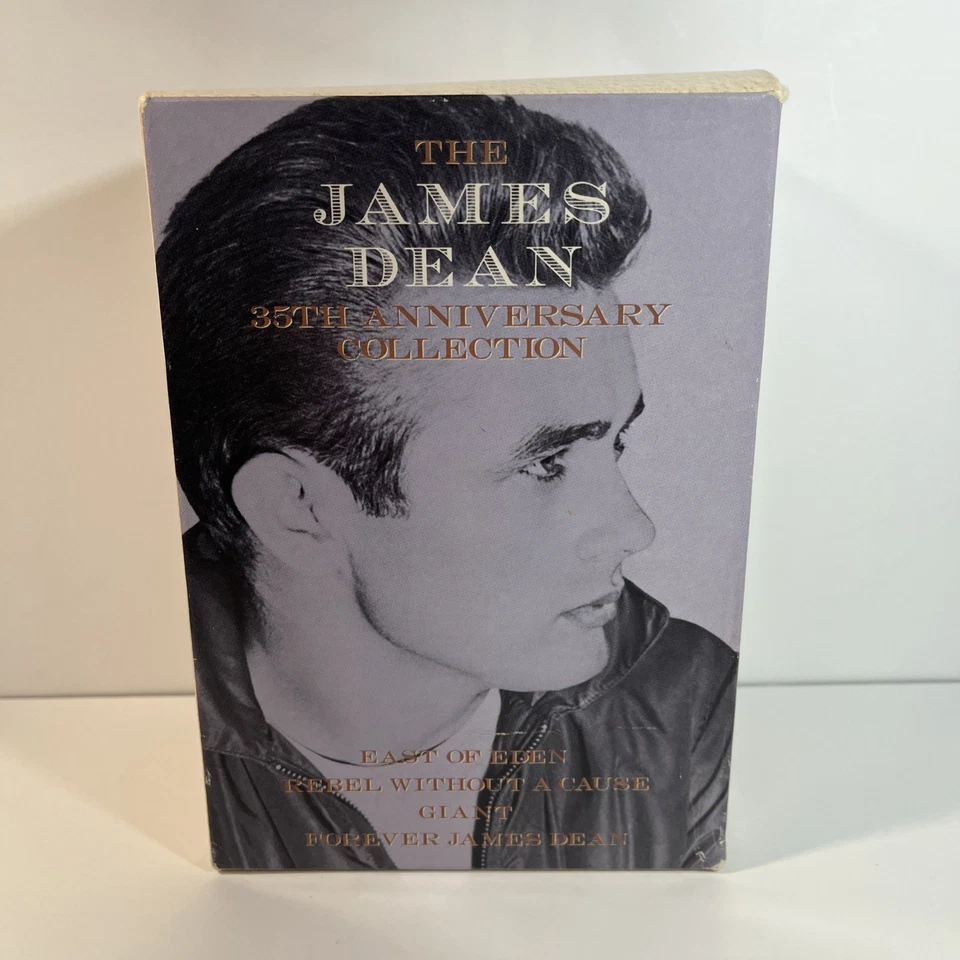 THE
JAMES
DEAN
35TH ANNIVERSARY
COLLECTION
EAST OF EDEN
REBEL WITHOUT A CAUSE
GIANT
FOREVER JAMES DEAN